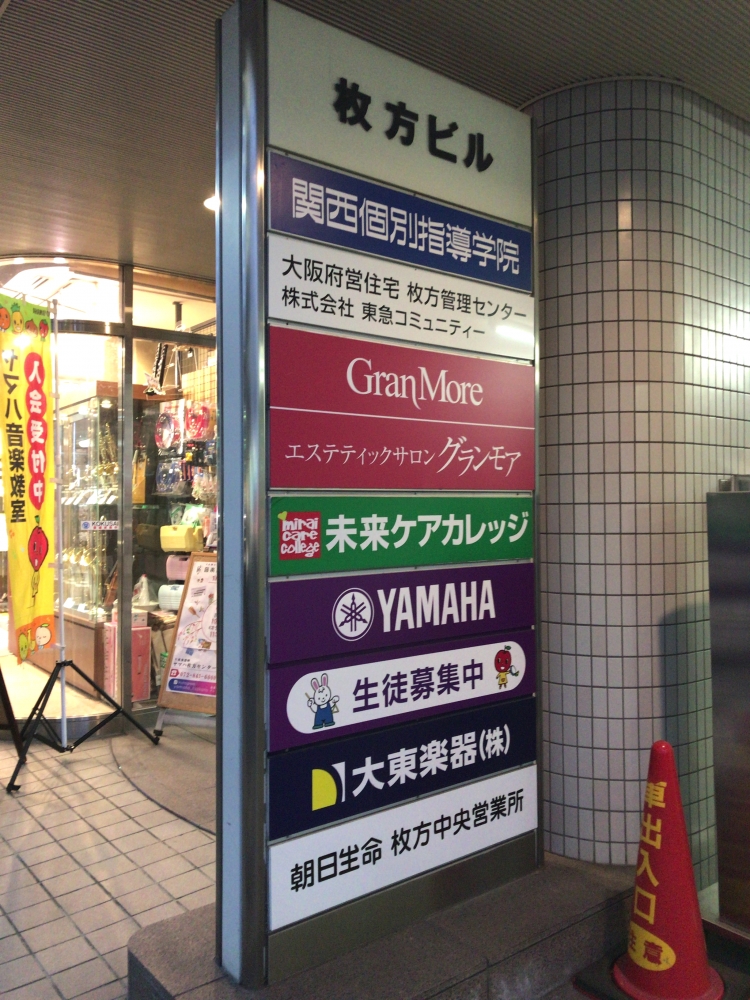 枚方ビル
関西個別指導学院
大阪府営住宅 枚方管理センター
株式会社 東急コミュニティー
GranMore
エステティックサロン グランモア
mirai
care
college
未来ケアカレッジ
YAMAHA
生徒募集中
大東楽器(株)
朝日生命 枚方中央営業所
入会受付中
ヤマハ音楽教室
KOKUSAI
車出入口
注意